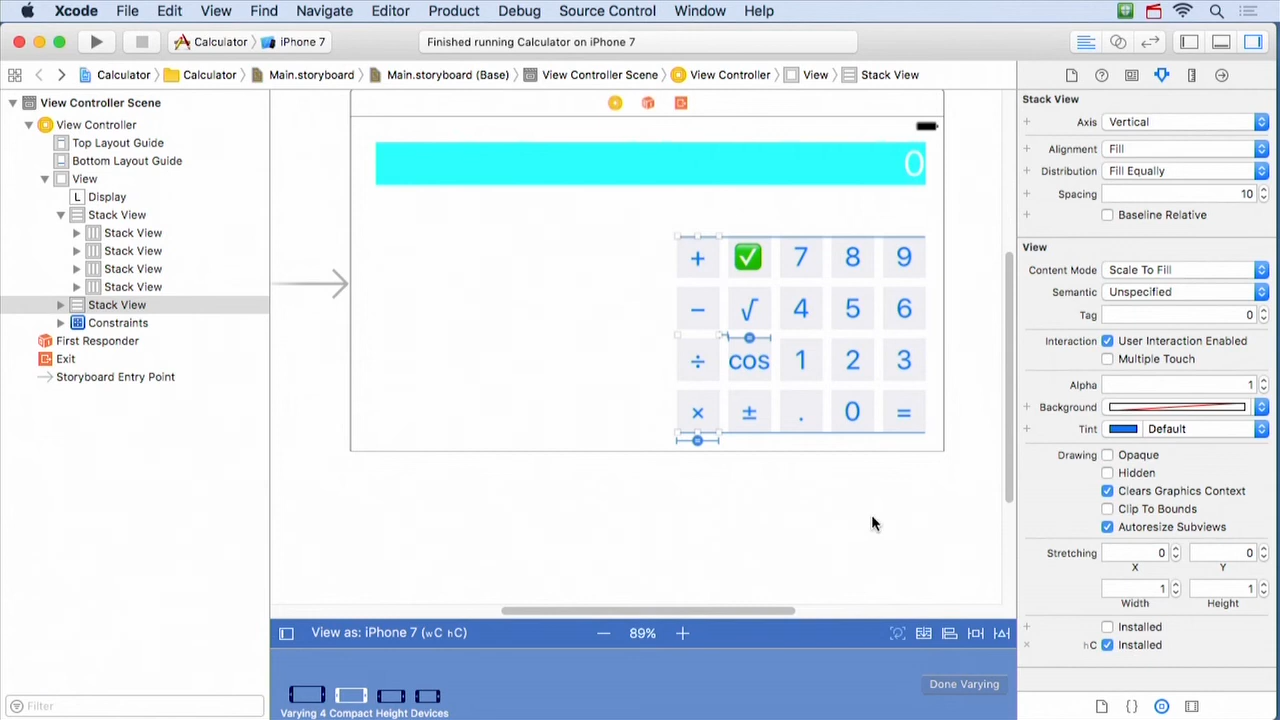 Xcode File Edit View Find Navigate Editor Product Debug Source Control Window Help
Calculator iPhone 7
Finished running Calculator on iPhone 7
Calculator Calculator Main.storyboard Main.storyboard (Base) View Controller Scene View Controller View Stack View
View Controller Scene
View Controller
Top Layout Guide
Bottom Layout Guide
View
L Display
Stack View
Stack View
Stack View
Stack View
Stack View
Stack View
Constraints
First Responder
Exit
Storyboard Entry Point
Filter
0
+ ✅ 7 8 9
− √ 4 5 6
÷ cos 1 2 3
× ± . 0 =
View as: iPhone 7 (wC hC)
— 89% +
Done Varying
Varying 4 Compact Height Devices
Stack View
Axis Vertical
Alignment Fill
Distribution Fill Equally
Spacing 10
Baseline Relative
View
Content Mode Scale To Fill
Semantic Unspecified
Tag 0
Interaction User Interaction Enabled
Multiple Touch
Alpha 1
Background
Tint Default
Drawing Opaque
Hidden
Clears Graphics Context
Clip To Bounds
Autoresize Subviews
Stretching 0 0
X Y
1 1
Width Height
Installed
hC Installed